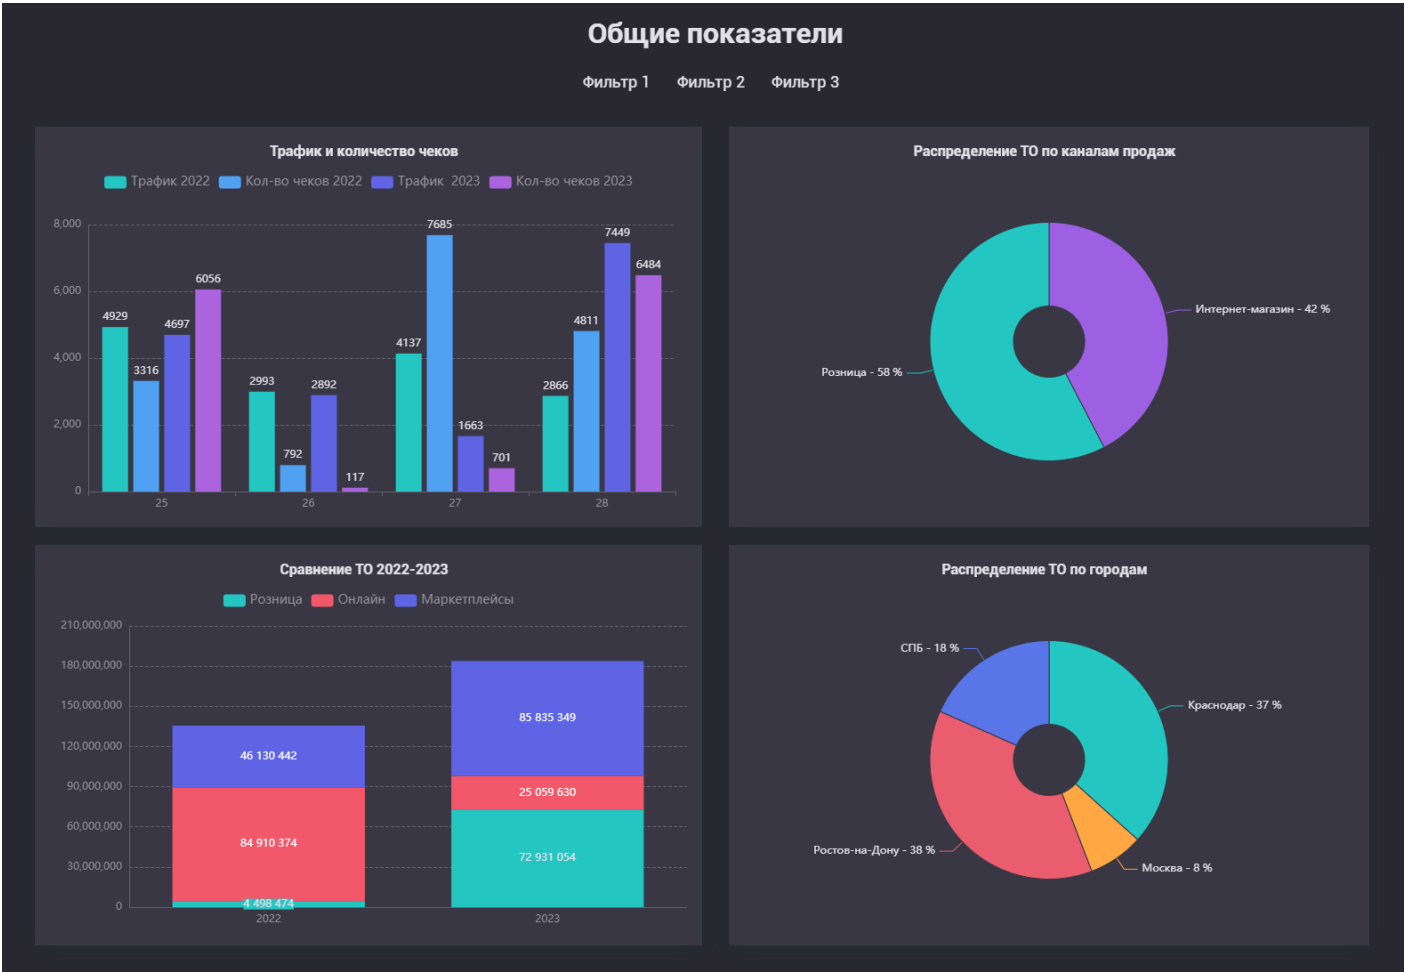 Общие показатели
Фильтр 1 Фильтр 2 Фильтр 3
Трафик и количество чеков
Трафик 2022 Кол-во чеков 2022 Трафик 2023 Кол-во чеков 2023
8,000
6,000
4,000
2,000
0
4929
3316
4697
6056
2993
792
2892
117
4137
7685
1663
701
2866
4811
7449
6484
25 26 27 28
Распределение ТО по каналам продаж
Интернет-магазин - 42 %
Розница - 58 %
Сравнение ТО 2022-2023
Розница Онлайн Маркетплейсы
210,000,000
180,000,000
150,000,000
120,000,000
90,000,000
60,000,000
30,000,000
0
46 130 442
84 910 374
4 498 474
85 835 349
25 059 630
72 931 054
2022 2023
Распределение ТО по городам
СПБ - 18 %
Краснодар - 37 %
Ростов-на-Дону - 38 %
Москва - 8 %